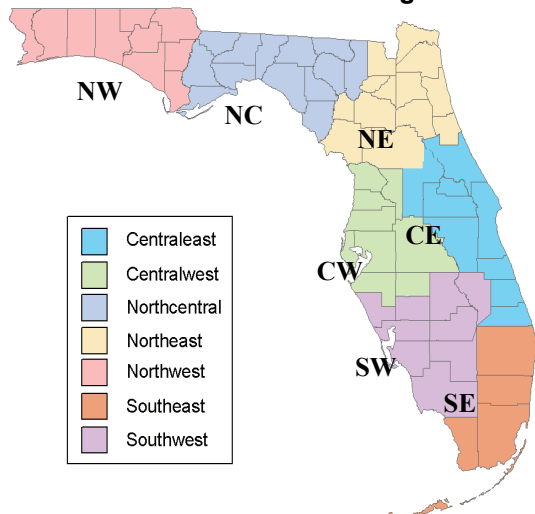 NW
NC
NE
CE
CW
SW
SE
Centraleast
Centralwest
Northcentral
Northeast
Northwest
Southeast
Southwest